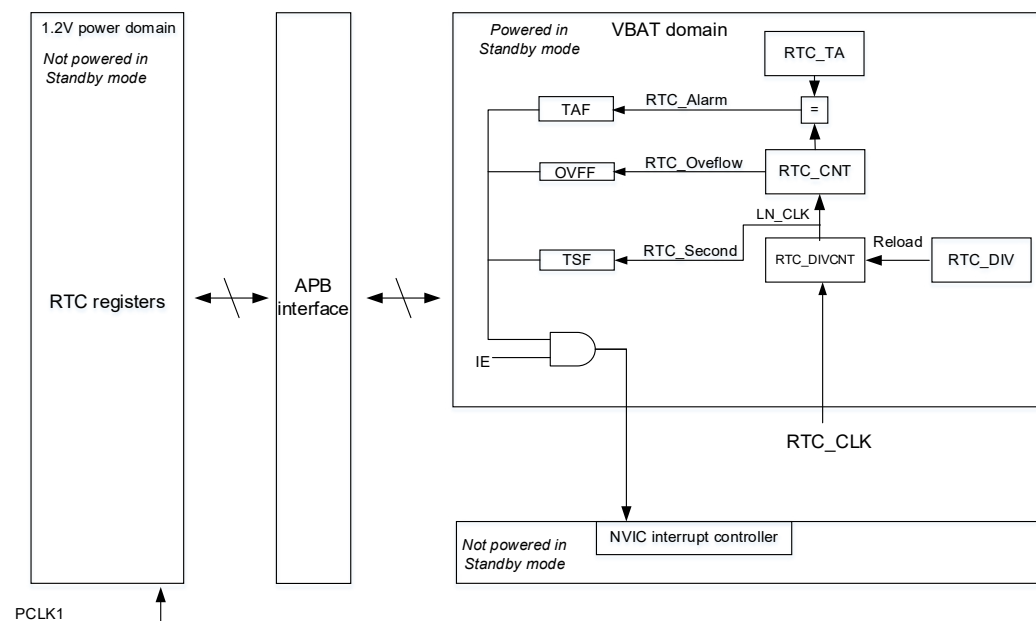 1.2V power domain
Not powered in
Standby mode
RTC registers
PCLK1
APB
interface
Powered in
Standby mode
VBAT domain
RTC_TA
TAF
RTC_Alarm
=
OVFF
RTC_Oveflow
RTC_CNT
LN_CLK
TSF
RTC_Second
RTC_DIVCNT
Reload
RTC_DIV
IE
RTC_CLK
Not powered in
Standby mode
NVIC interrupt controller